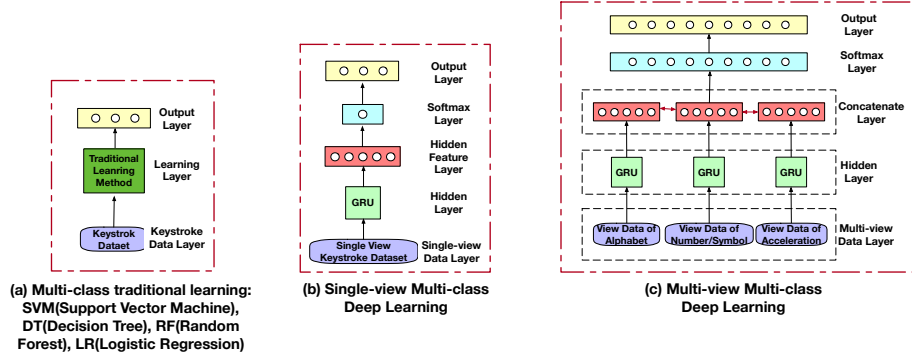 Output
Layer
Traditional
Leanring
Method
Learning
Layer
Keystrok
Dataet
Keystroke
Data Layer
(a) Multi-class traditional learning:
SVM(Support Vector Machine),
DT(Decision Tree), RF(Random
Forest), LR(Logistic Regression)
Output
Layer
Softmax
Layer
Hidden
Feature
Layer
GRU
Hidden
Layer
Single View
Keystroke Dataset
Single-view
Data Layer
(b) Single-view Multi-class
Deep Learning
Output
Layer
Softmax
Layer
Concatenate
Layer
GRU
GRU
GRU
Hidden
Layer
View Data of
Alphabet
View Data of
Number/Symbol
View Data of
Acceleration
Multi-view
Data Layer
(c) Multi-view Multi-class
Deep Learning